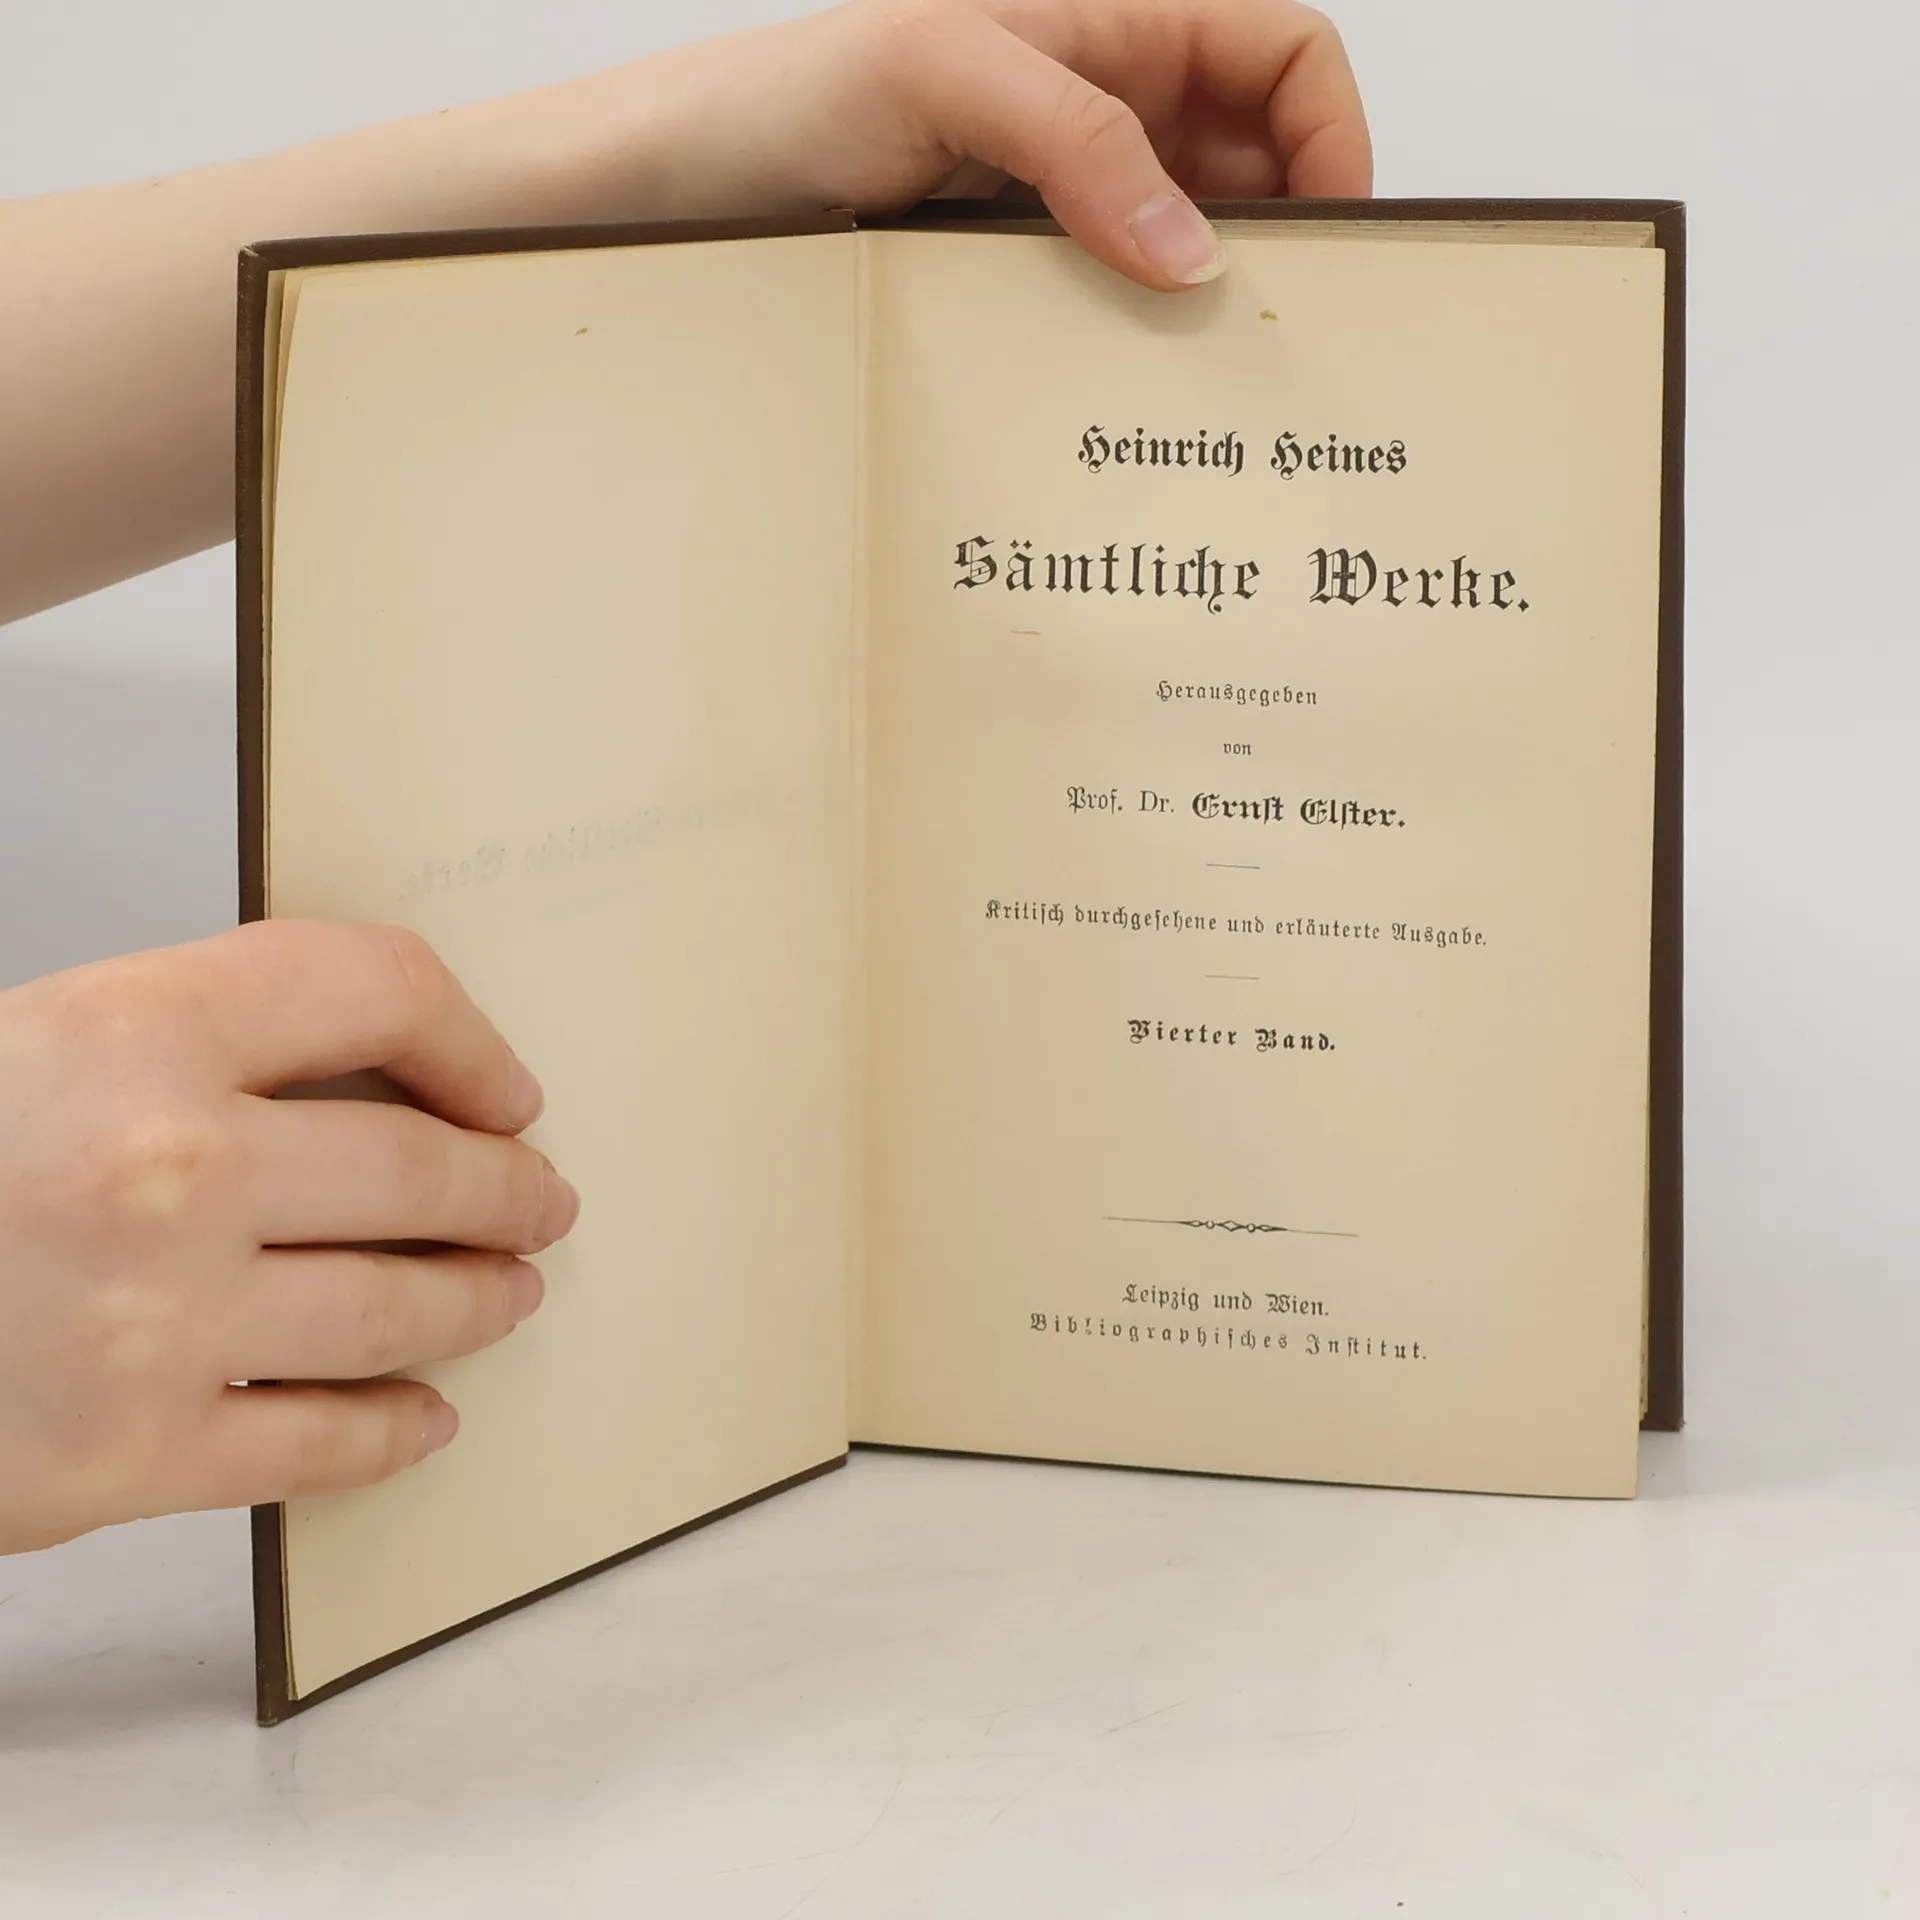 Heinrich Heines
Sämtliche Werke.
Herausgegeben
von
Prof. Dr. Ernst Elster.
Kritisch durchgesehene und erläuterte Ausgabe.
Vierter Band.
Leipzig und Wien.
Bibliographisches Institut.